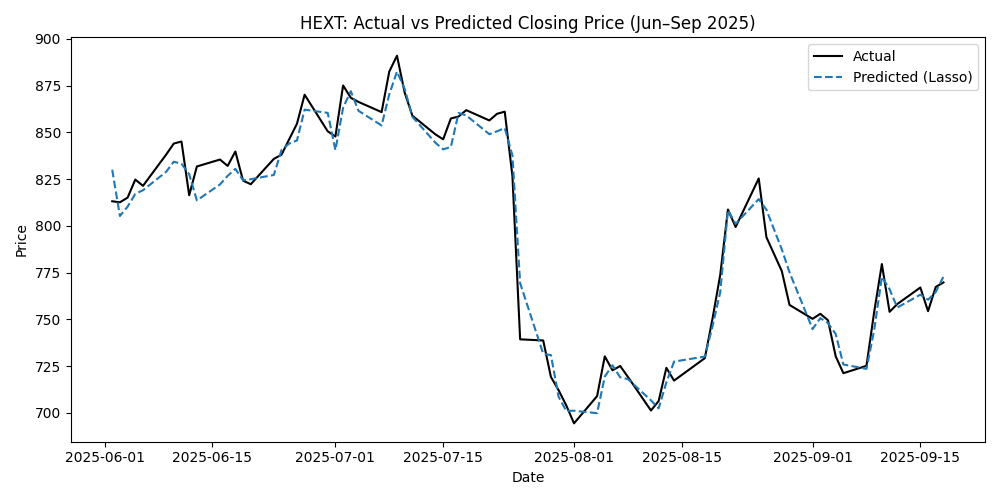 HEXT: Actual vs Predicted Closing Price (Jun–Sep 2025)
Actual
Predicted (Lasso)
Price
900
875
850
825
800
775
750
725
700
2025-06-01 2025-06-15 2025-07-01 2025-07-15 2025-08-01 2025-08-15 2025-09-01 2025-09-15
Date